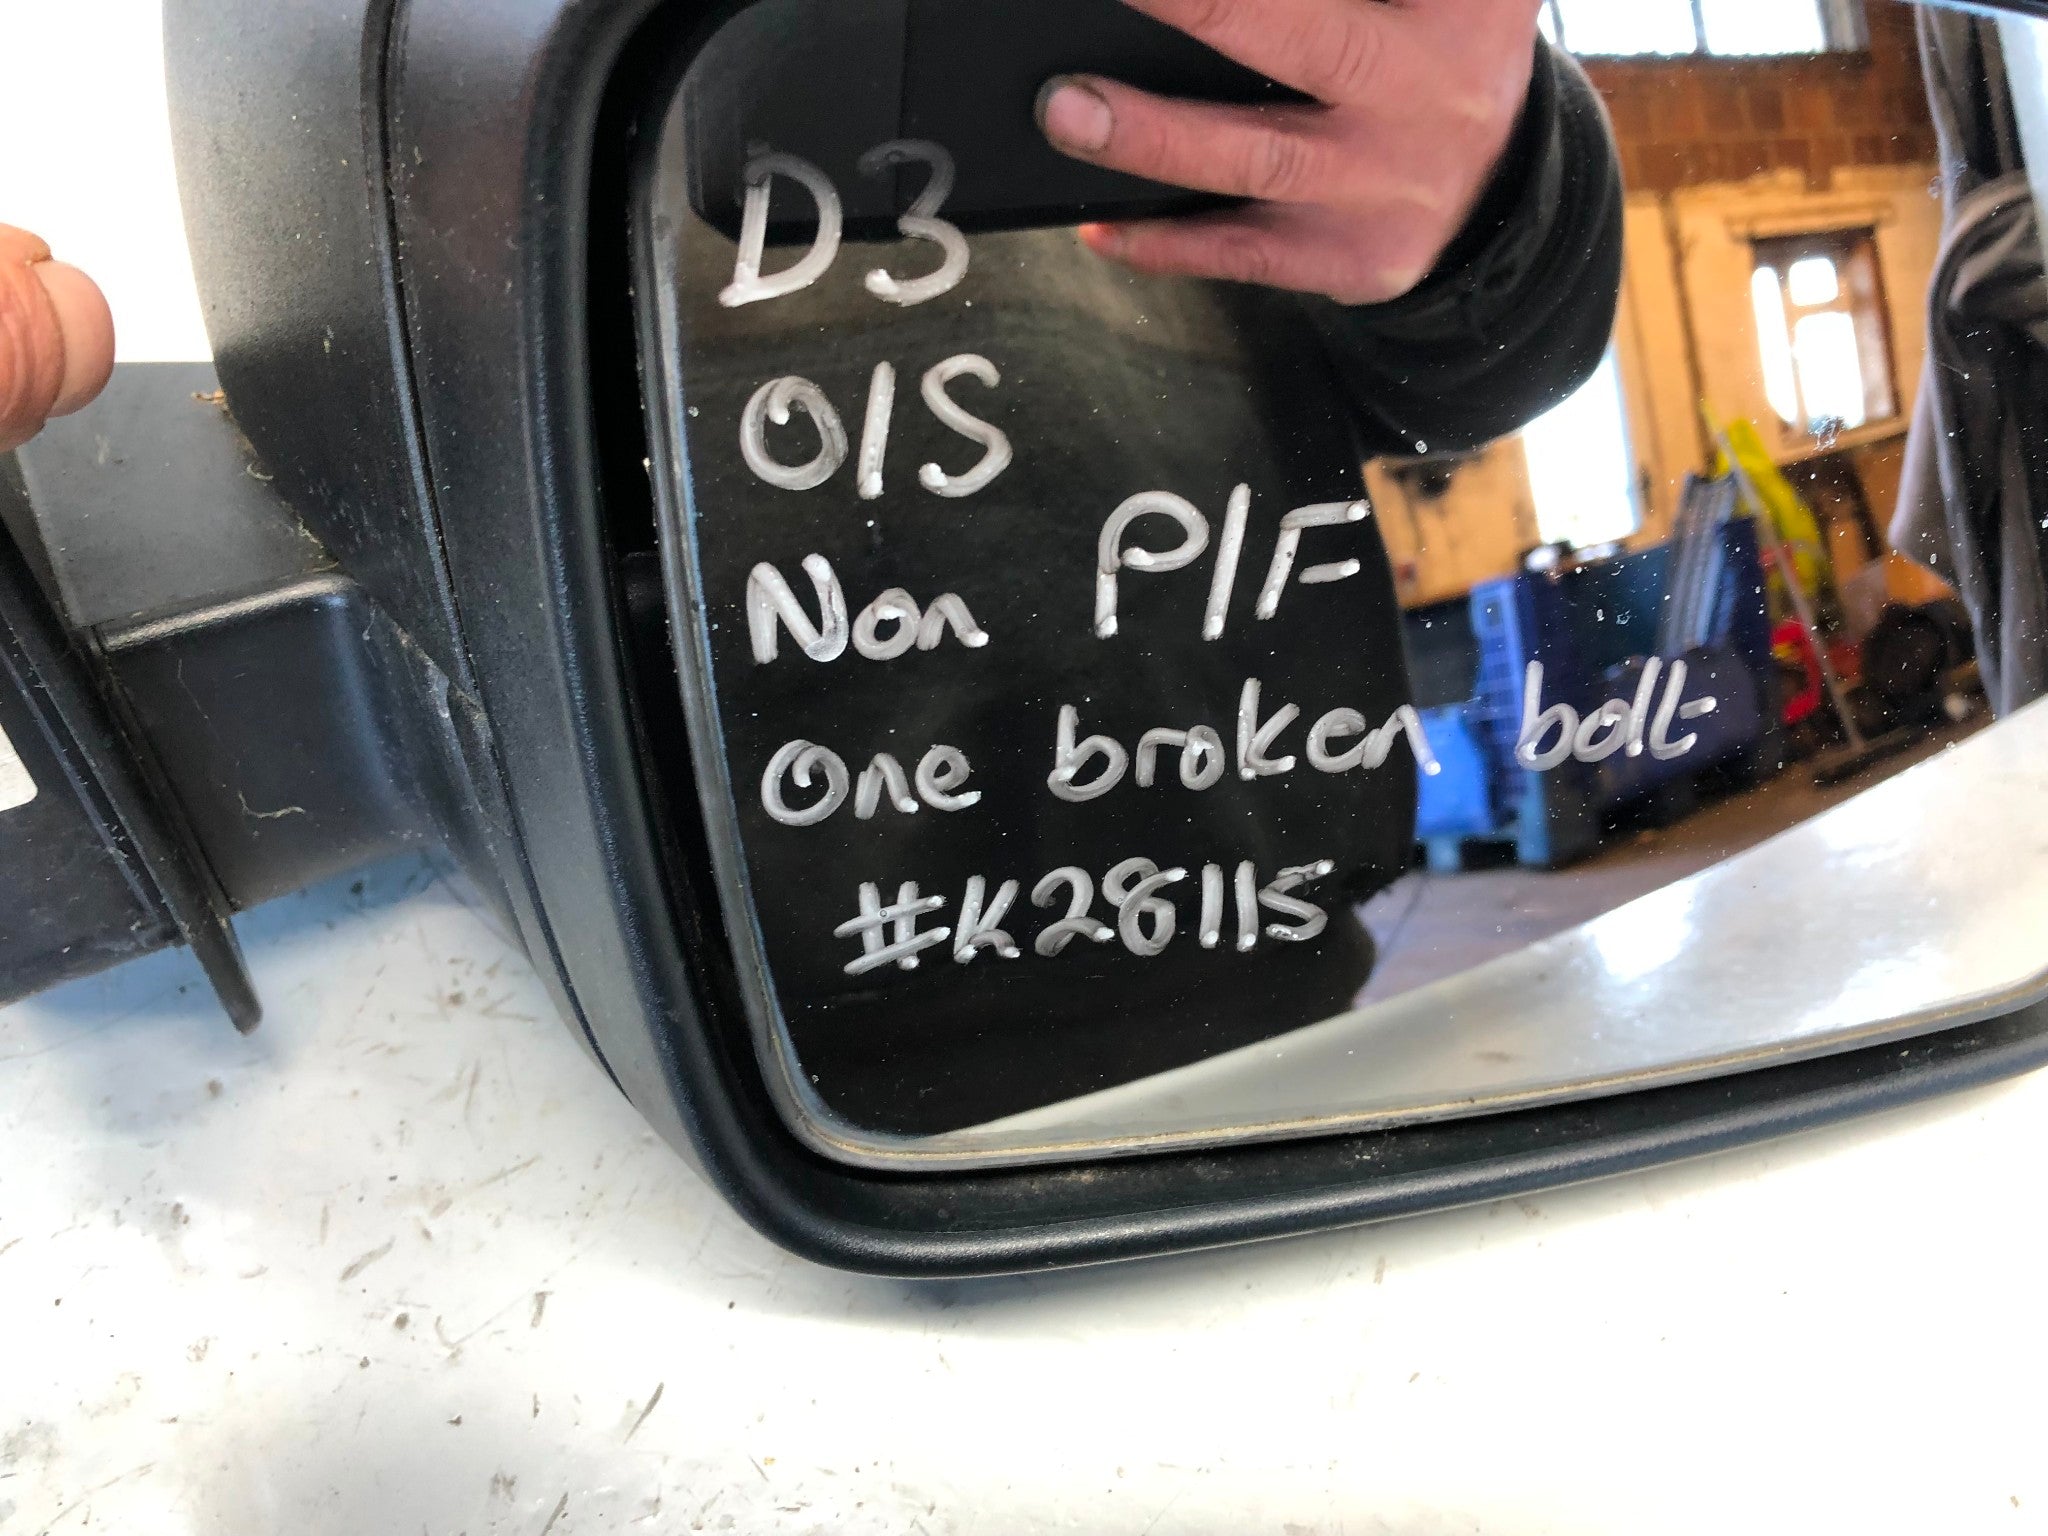 D3
O/S
Non P/F
One broken bolt
#K28115